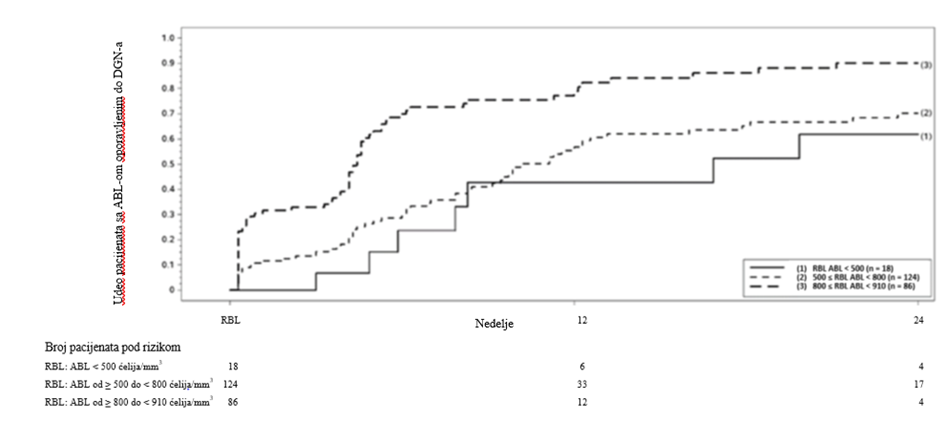 Udeo pacijenata sa ABL-om oporavljenim do DGN-a
1.0
0.9
0.8
0.7
0.6
0.5
0.4
0.3
0.2
0.1
0
(3)
(2)
(1)
(1) RBL ABL < 500 (n = 18)
(2) 500 ≤ RBL ABL < 800 (n = 124)
(3) 800 ≤ RBL ABL < 910 (n = 86)
RBL 12 24
Nedelje
Broj pacijenata pod rizikom
RBL: ABL < 500 ćelija/mm³ 18 6 4
RBL: ABL od ≥ 500 do < 800 ćelija/mm³ 124 33 17
RBL: ABL od ≥ 800 do < 910 ćelija/mm³ 86 12 4